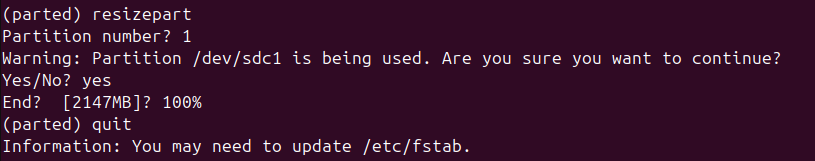 (parted) resizepart
Partition number? 1
Warning: Partition /dev/sdc1 is being used. Are you sure you want to continue?
Yes/No? yes
End?  [2147MB]? 100%
(parted) quit
Information: You may need to update /etc/fstab.